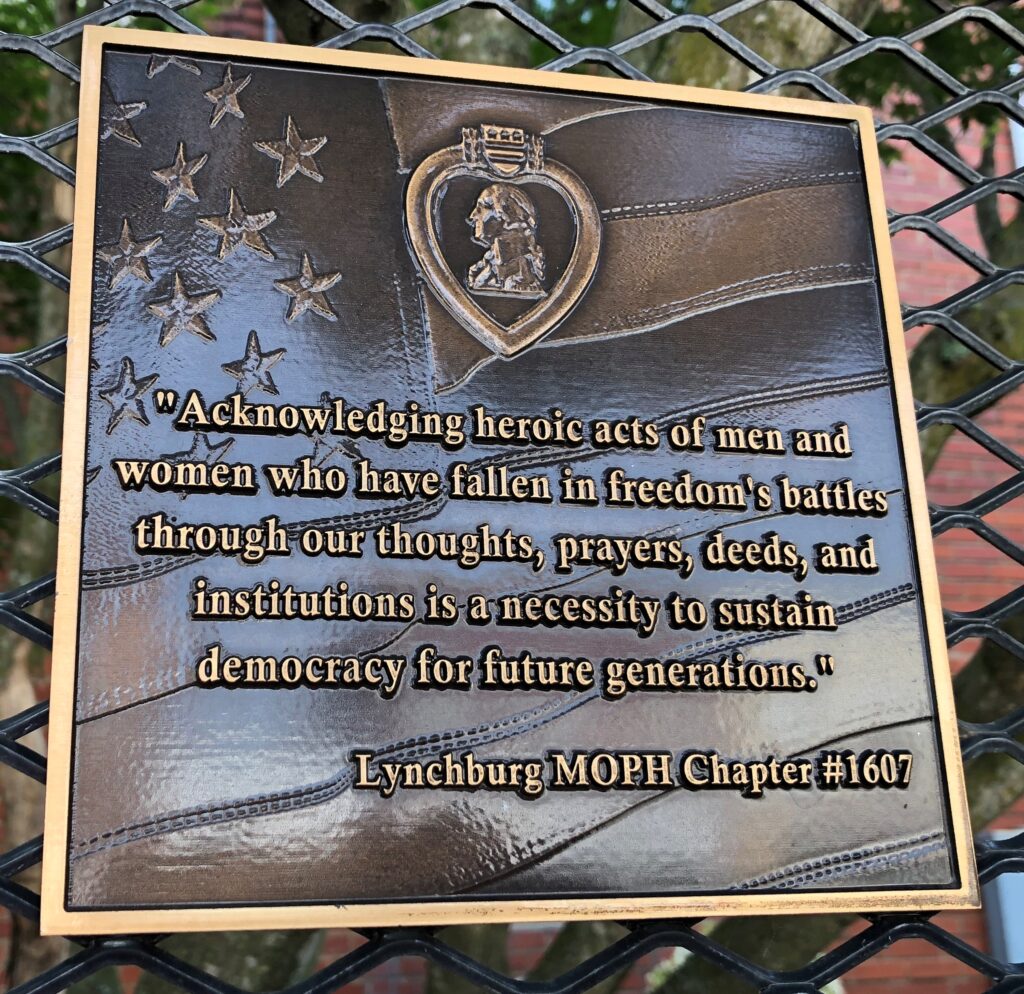 "Acknowledging heroic acts of men and
women who have fallen in freedom's battles
through our thoughts, prayers, deeds, and
institutions is a necessity to sustain
democracy for future generations."
Lynchburg MOPH Chapter #1607